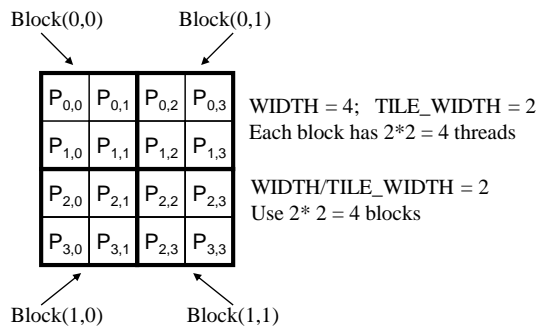 Block(0,0) Block(0,1)
P0,0 P0,1 P0,2 P0,3
WIDTH = 4; TILE_WIDTH = 2
Each block has 2*2 = 4 threads
P1,0 P1,1 P1,2 P1,3
WIDTH/TILE_WIDTH = 2
P2,0 P2,1 P2,2 P2,3
Use 2* 2 = 4 blocks
P3,0 P3,1 P2,3 P3,3
Block(1,0) Block(1,1)